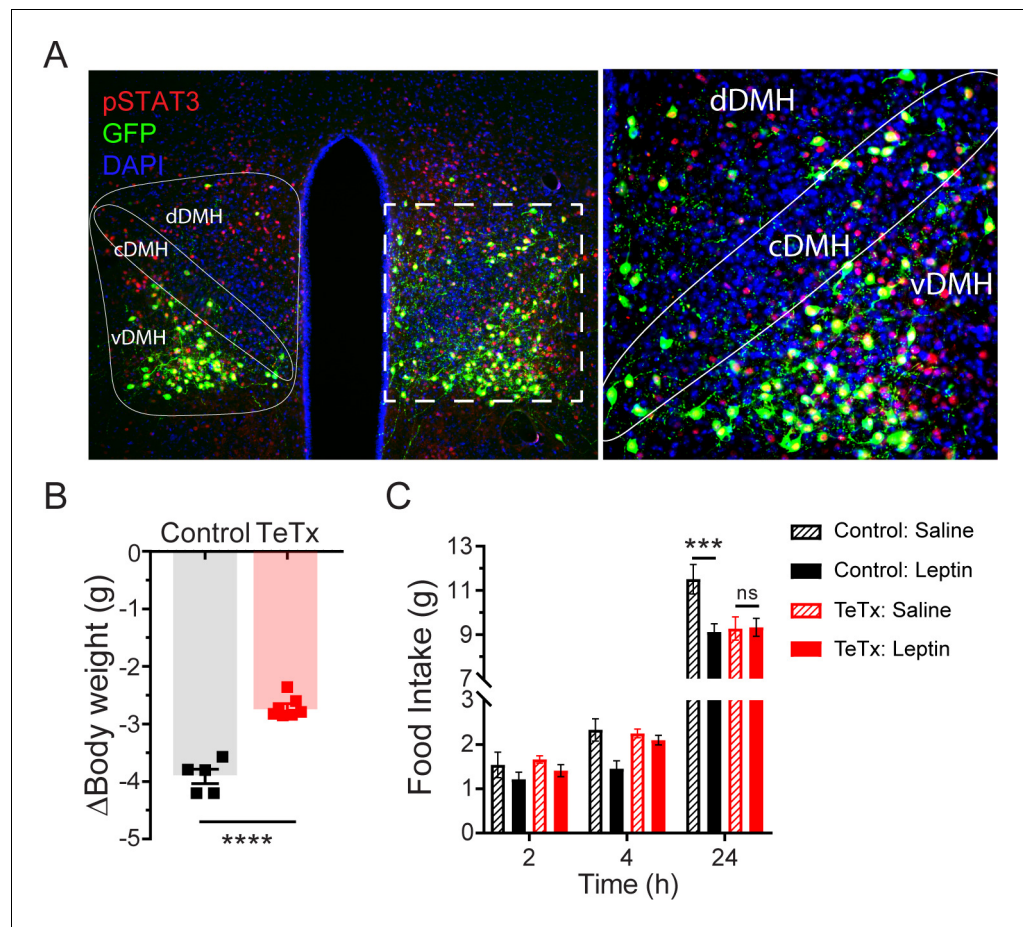 A
pSTAT3
GFP
DAPI
dDMH
cDMH
vDMH
dDMH
cDMH
vDMH
B
Control TeTx
0
-1
-2
-3
-4
-5
ΔBody weight (g)
****
C
13
11
9
7
3
2
1
0
Food Intake (g)
***
ns
2 4 24
Time (h)
Control: Saline
Control: Leptin
TeTx: Saline
TeTx: Leptin